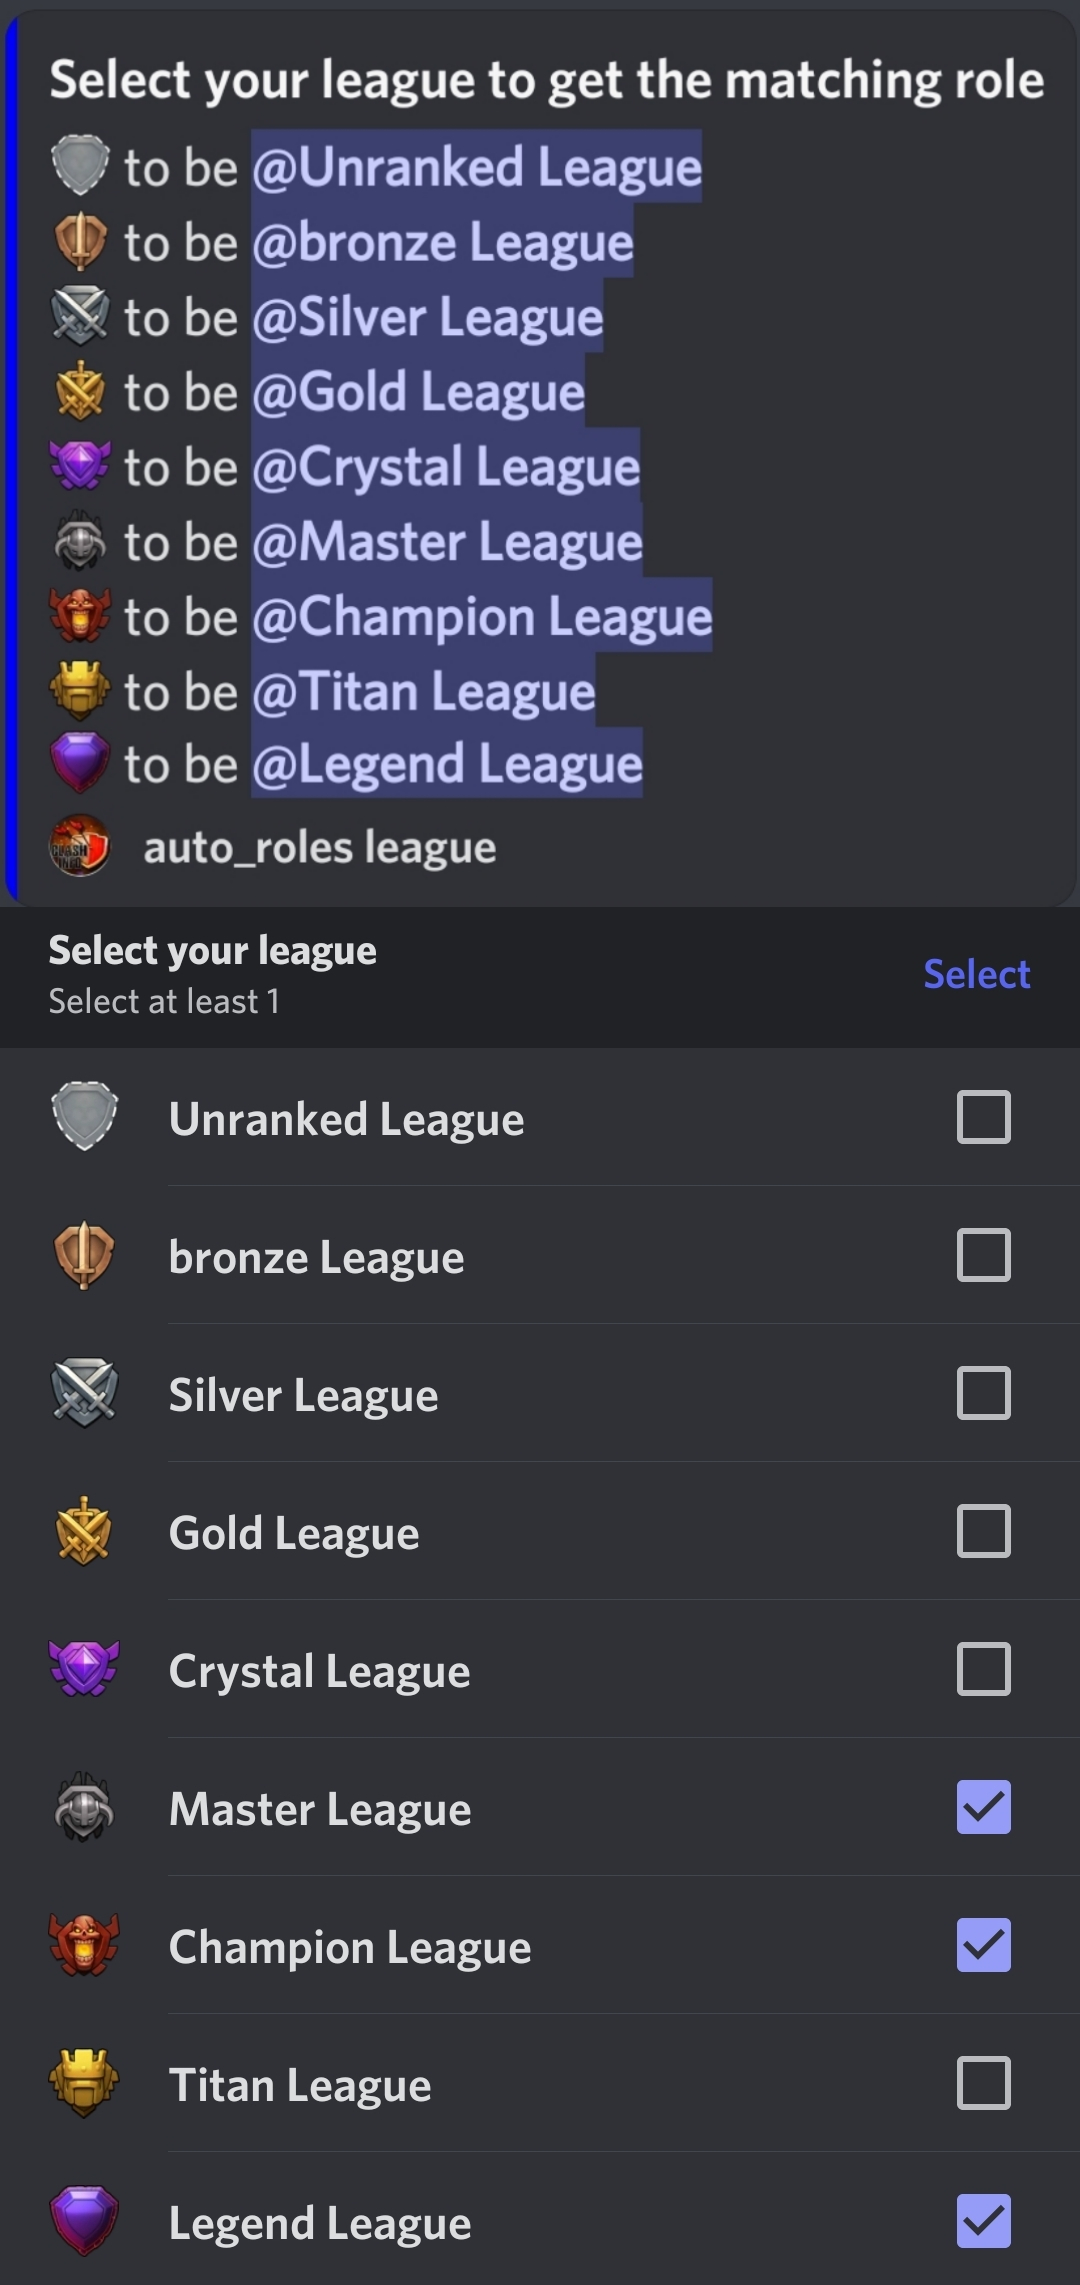 Select your league to get the matching role
to be @Unranked League
to be @bronze League
to be @Silver League
to be @Gold League
to be @Crystal League
to be @Master League
to be @Champion League
to be @Titan League
to be @Legend League
CLASH
INFO
auto_roles league
Select your league
Select at least 1
Select
Unranked League
bronze League
Silver League
Gold League
Crystal League
Master League
Champion League
Titan League
Legend League